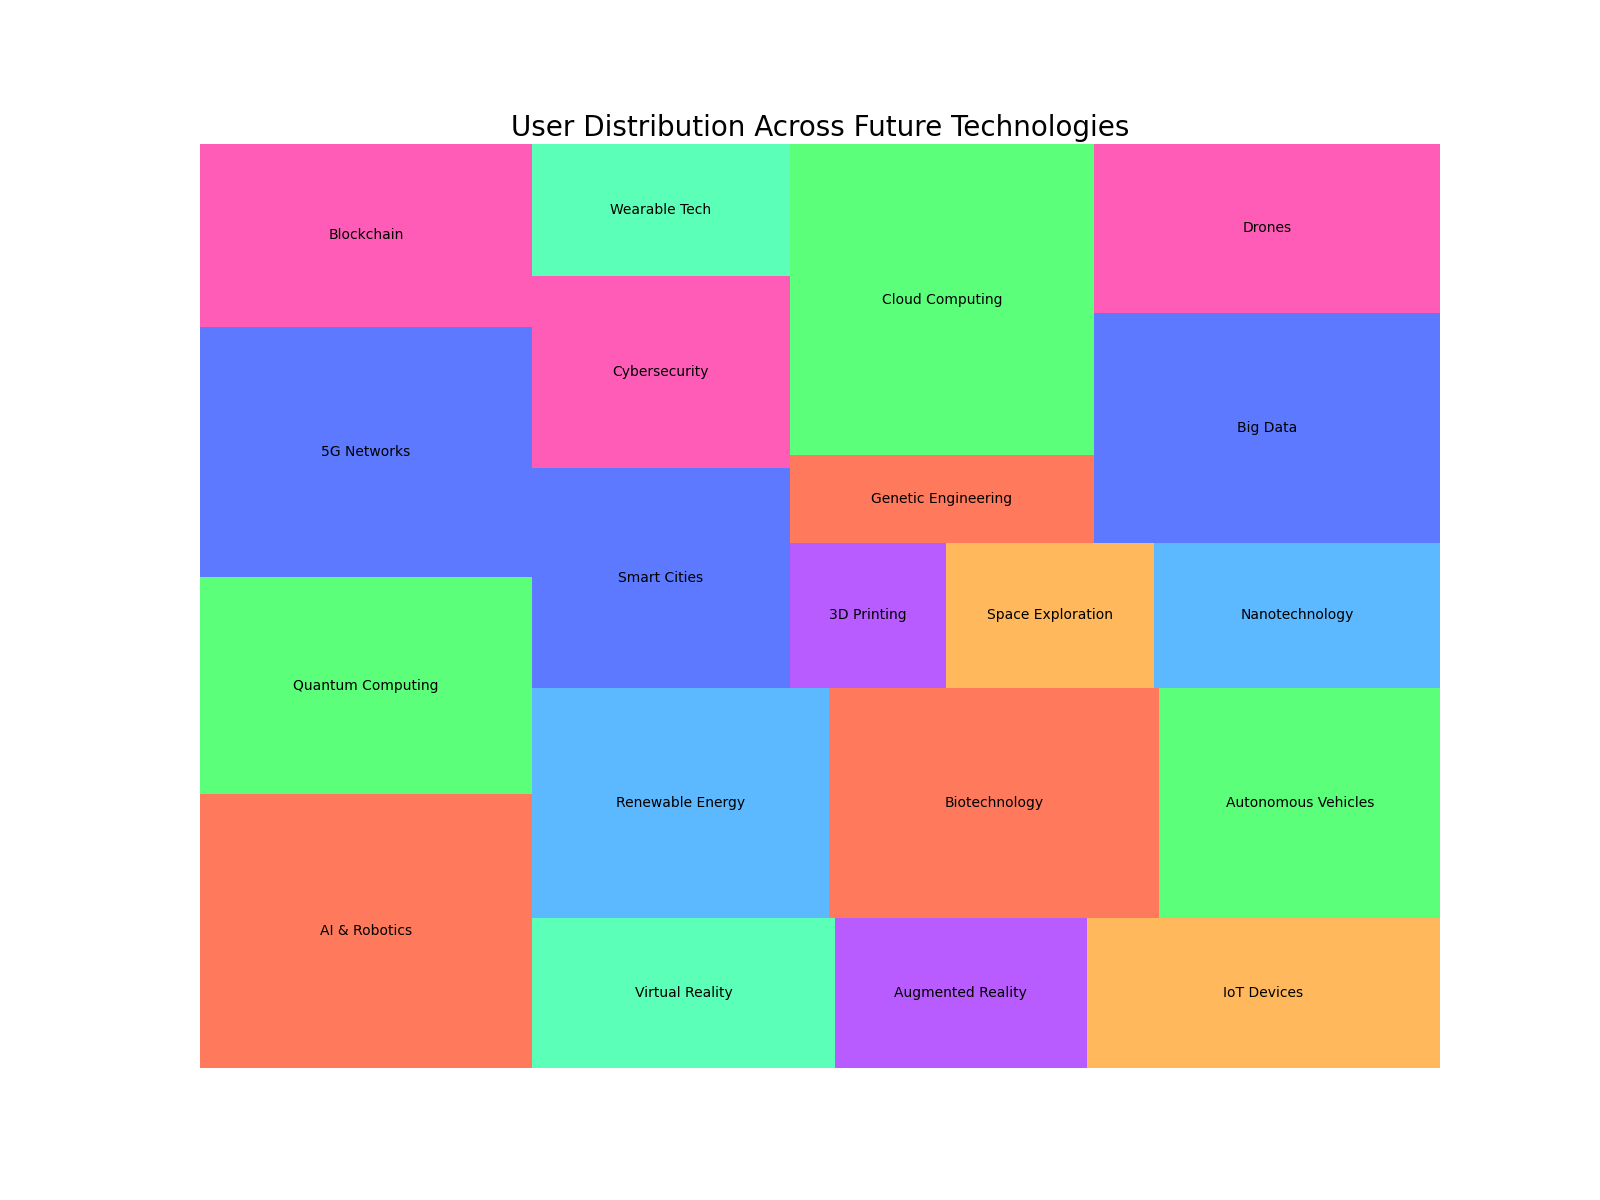 User Distribution Across Future Technologies
Blockchain
Wearable Tech
Cloud Computing
Drones
Cybersecurity
Big Data
5G Networks
Genetic Engineering
Smart Cities
3D Printing
Space Exploration
Nanotechnology
Quantum Computing
Renewable Energy
Biotechnology
Autonomous Vehicles
AI & Robotics
Virtual Reality
Augmented Reality
IoT Devices